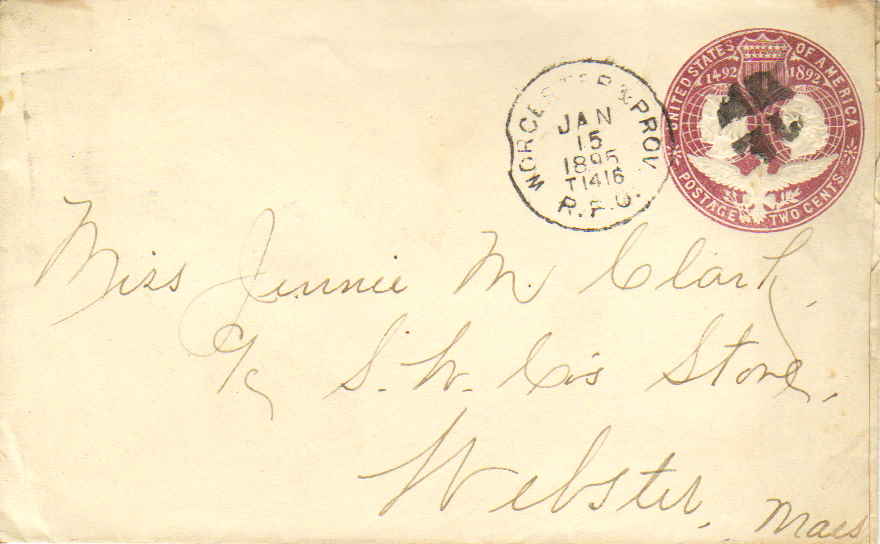 UNITED STATES OF AMERICA
1492 1892
POSTAGE TWO CENTS.
WORCESTER & PROV.
JAN
15
1895
T1416
R.P.O.
Miss Jennie M. Clark,
c/o S. W. Co's Store,
Webster,
Mass